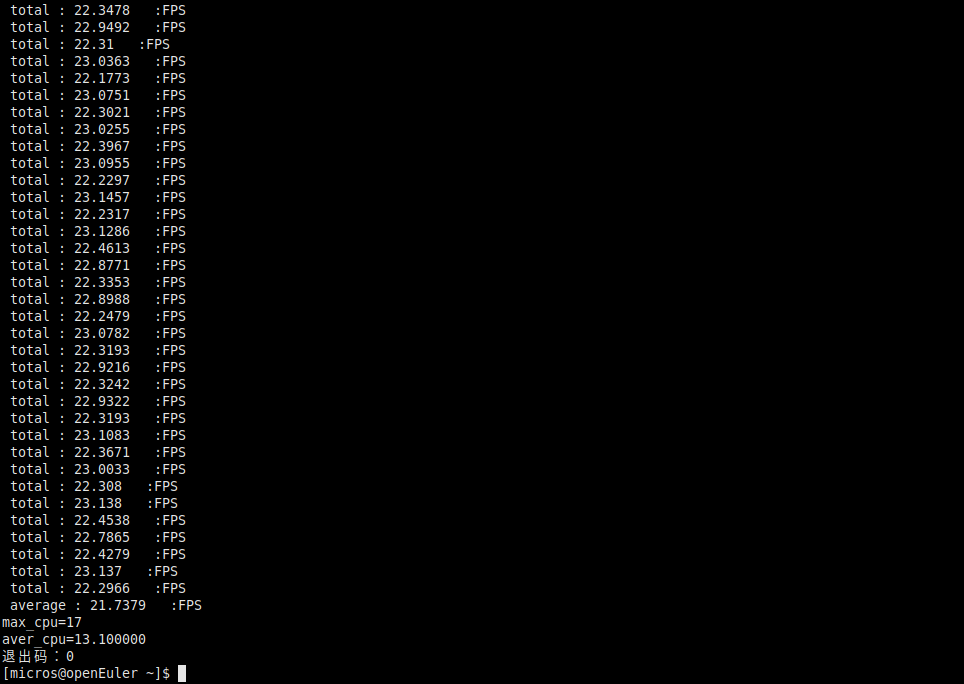 total : 22.3478   :FPS
total : 22.9492   :FPS
total : 22.31   :FPS
total : 23.0363   :FPS
total : 22.1773   :FPS
total : 23.0751   :FPS
total : 22.3021   :FPS
total : 23.0255   :FPS
total : 22.3967   :FPS
total : 23.0955   :FPS
total : 22.2297   :FPS
total : 23.1457   :FPS
total : 22.2317   :FPS
total : 23.1286   :FPS
total : 22.4613   :FPS
total : 22.8771   :FPS
total : 22.3353   :FPS
total : 22.8988   :FPS
total : 22.2479   :FPS
total : 23.0782   :FPS
total : 22.3193   :FPS
total : 22.9216   :FPS
total : 22.3242   :FPS
total : 22.9322   :FPS
total : 22.3193   :FPS
total : 23.1083   :FPS
total : 22.3671   :FPS
total : 23.0033   :FPS
total : 22.308   :FPS
total : 23.138   :FPS
total : 22.4538   :FPS
total : 22.7865   :FPS
total : 22.4279   :FPS
total : 23.137   :FPS
total : 22.2966   :FPS
average : 21.7379   :FPS
max_cpu=17
aver_cpu=13.100000
退出码：0
[micros@openEuler ~]$